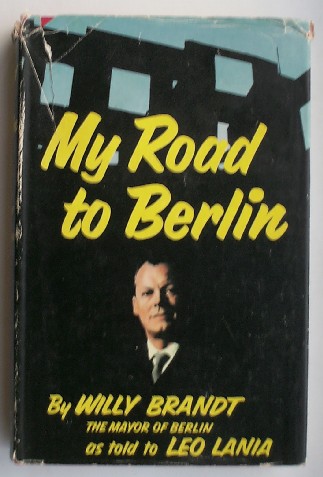 My Road
to Berlin
By WILLY BRANDT
THE MAYOR OF BERLIN
as told to LEO LANIA